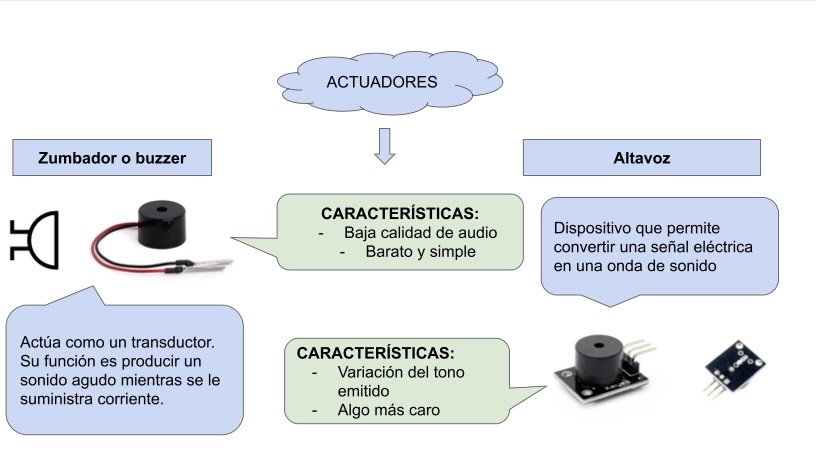 ACTUADORES
Zumbador o buzzer
Altavoz
CARACTERÍSTICAS:
- Baja calidad de audio
- Barato y simple
Dispositivo que permite
convertir una señal eléctrica
en una onda de sonido
Actúa como un transductor.
Su función es producir un
sonido agudo mientras se le
suministra corriente.
CARACTERÍSTICAS:
- Variación del tono
emitido
- Algo más caro